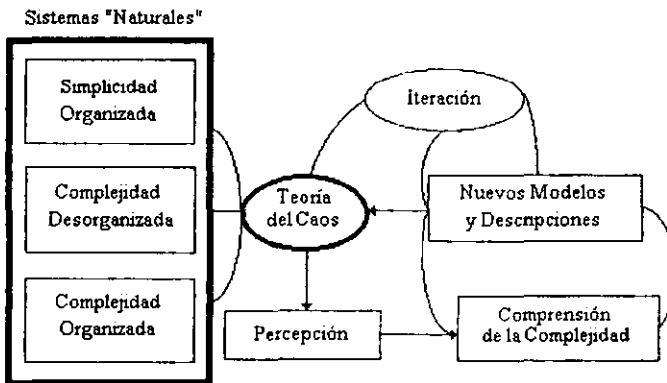 Sistemas "Naturales"
Simplicidad
Organizada
Complejidad
Desorganizada
Complejidad
Organizada
Teoría
del Caos
Iteración
Nuevos Modelos
y Descripciones
Percepción
Comprensión
de la Complejidad